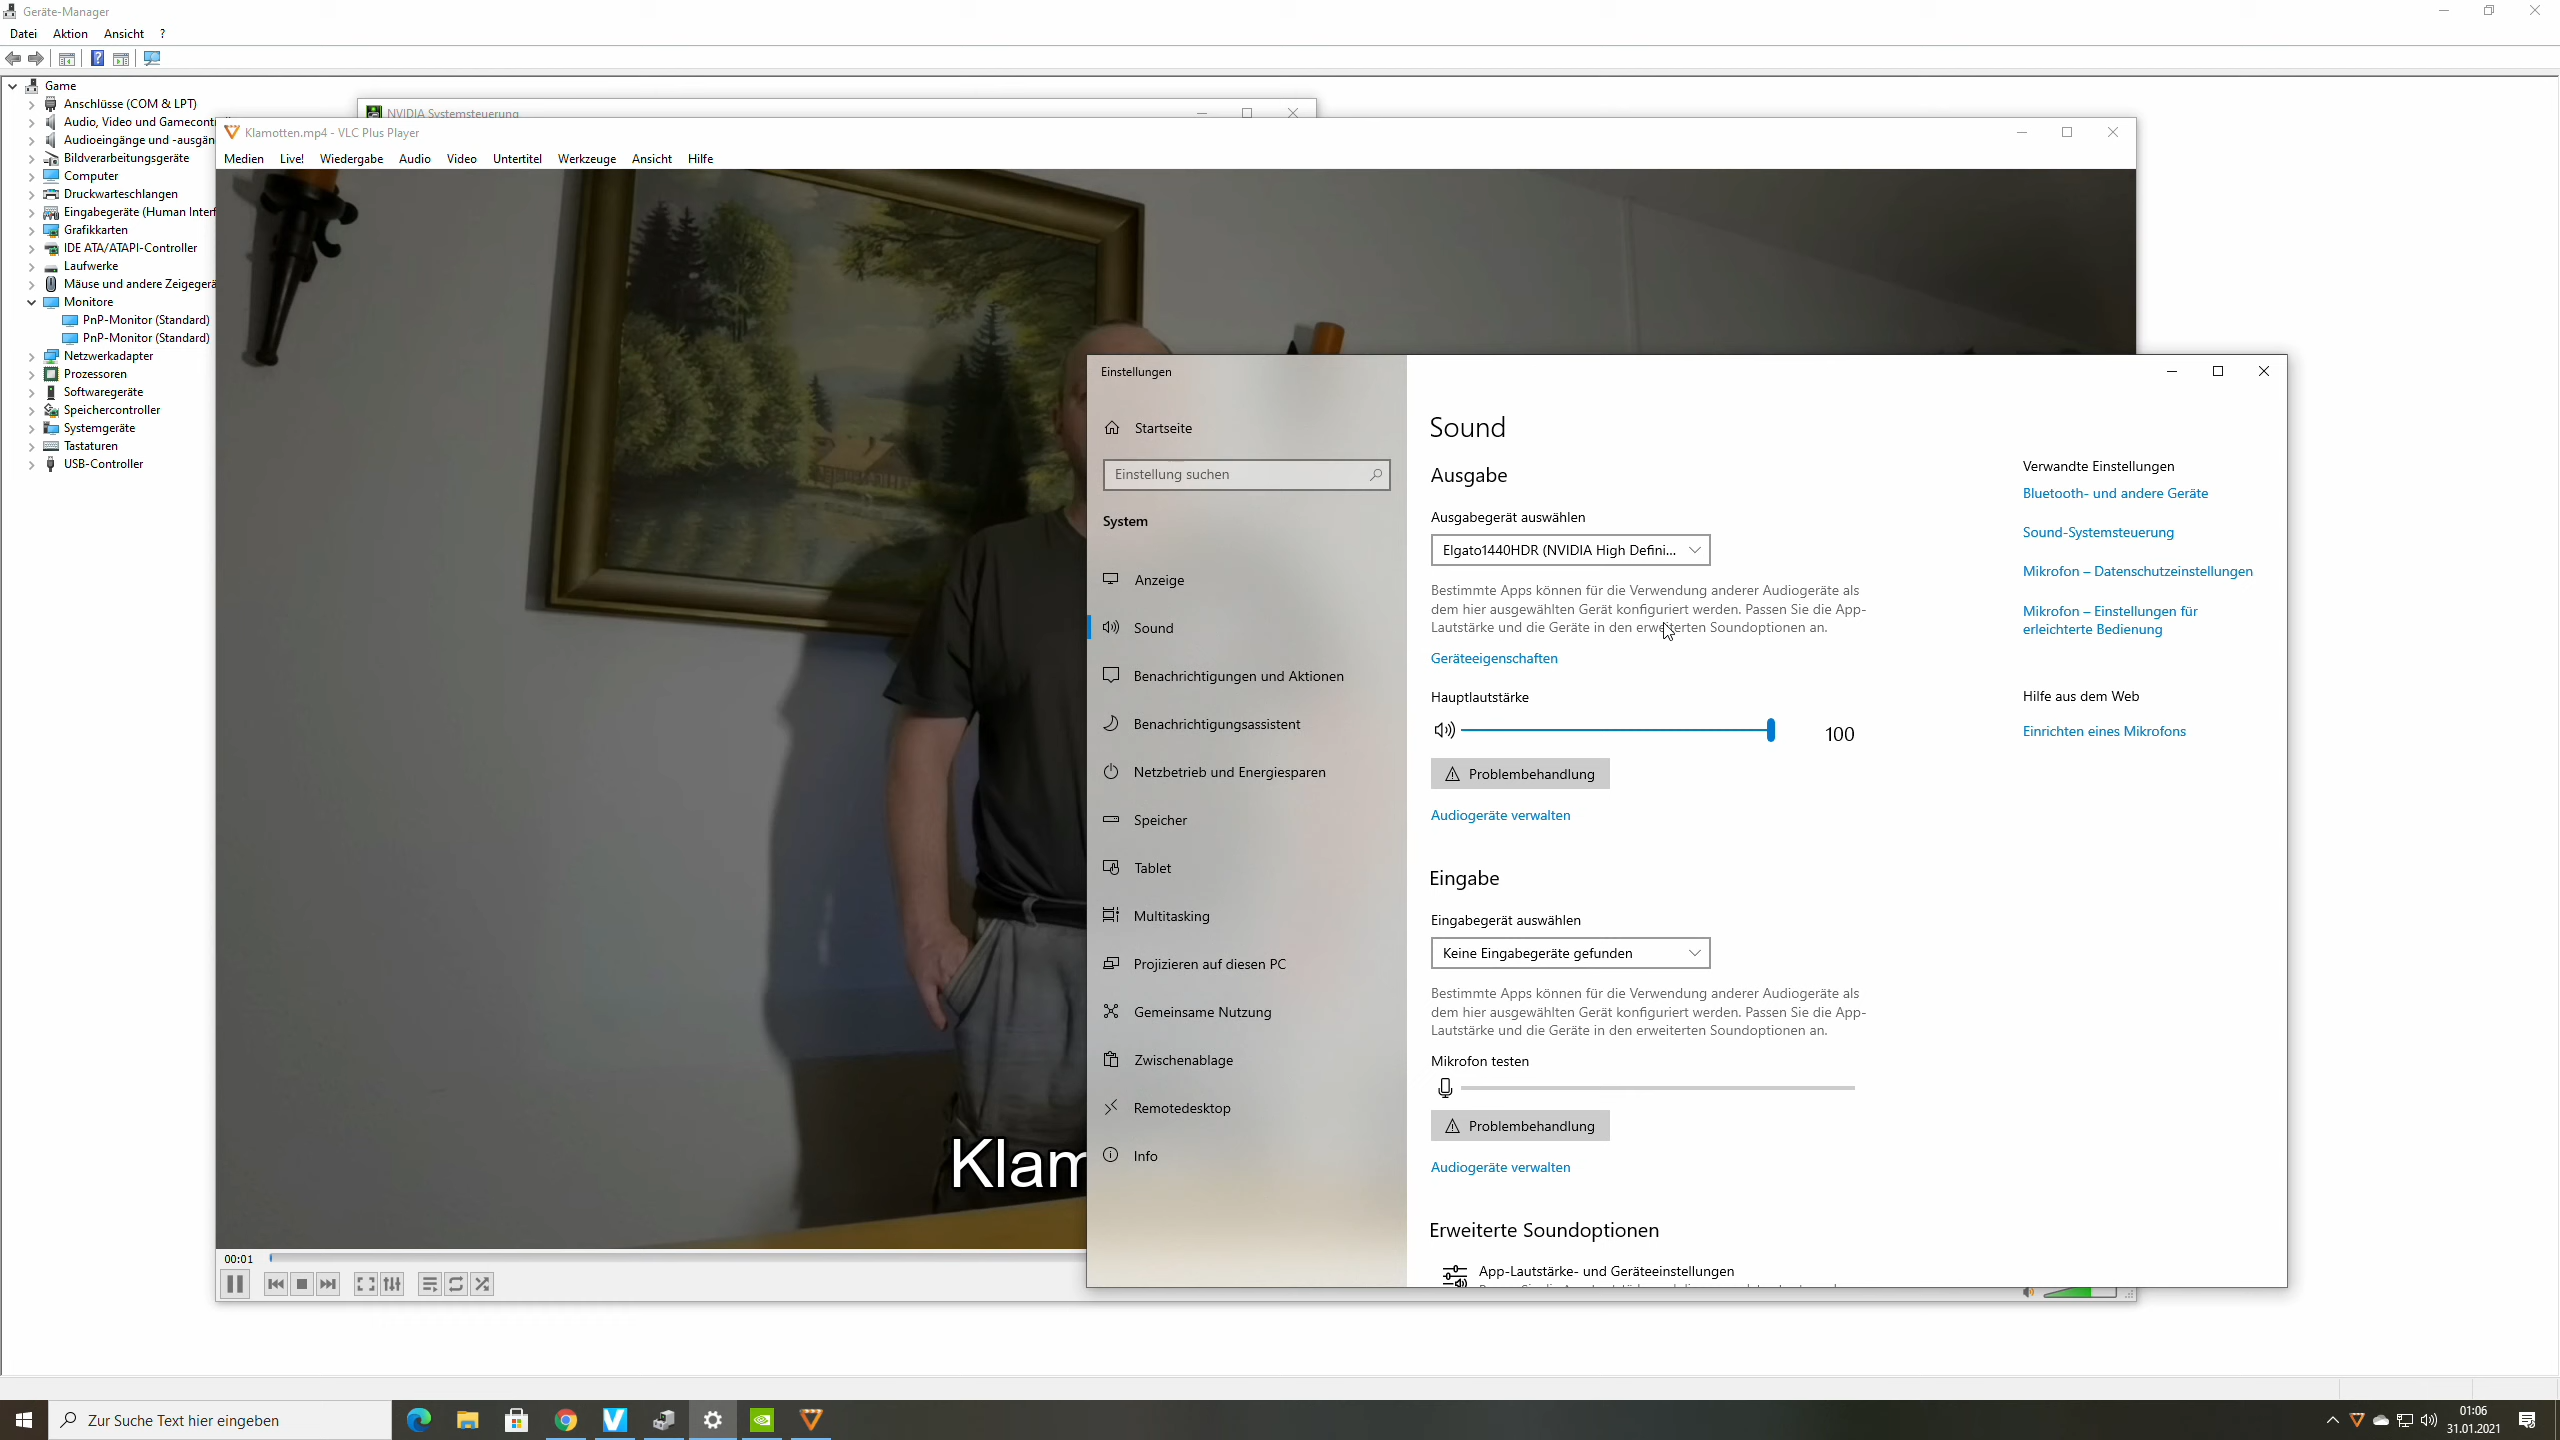 Geräte-Manager
Datei Aktion Ansicht ?
Game
Anschlüsse (COM & LPT)
Audio, Video und Gamecont
Audioeingänge und -ausgän
Bildverarbeitungsgeräte
Computer
Druckwarteschlangen
Eingabegeräte (Human Inter
Grafikkarten
IDE ATA/ATAPI-Controller
Laufwerke
Mäuse und andere Zeigegerä
Monitore
PnP-Monitor (Standard)
PnP-Monitor (Standard)
Netzwerkadapter
Prozessoren
Softwaregeräte
Speichercontroller
Systemgeräte
Tastaturen
USB-Controller
NVIDIA Systemsteuerung
Klamotten.mp4 - VLC Plus Player
Medien Live! Wiedergabe Audio Video Untertitel Werkzeuge Ansicht Hilfe
Klam
00:01
Einstellungen
Startseite
Einstellung suchen
System
Anzeige
Sound
Benachrichtigungen und Aktionen
Benachrichtigungsassistent
Netzbetrieb und Energiesparen
Speicher
Tablet
Multitasking
Projizieren auf diesen PC
Gemeinsame Nutzung
Zwischenablage
Remotedesktop
Info
Sound
Ausgabe
Ausgabegerät auswählen
Elgato1440HDR (NVIDIA High Defini...
Bestimmte Apps können für die Verwendung anderer Audiogeräte als
dem hier ausgewählten Gerät konfiguriert werden. Passen Sie die App-
Lautstärke und die Geräte in den erweiterten Soundoptionen an.
Geräteeigenschaften
Hauptlautstärke
100
Problembehandlung
Audiogeräte verwalten
Eingabe
Eingabegerät auswählen
Keine Eingabegeräte gefunden
Bestimmte Apps können für die Verwendung anderer Audiogeräte als
dem hier ausgewählten Gerät konfiguriert werden. Passen Sie die App-
Lautstärke und die Geräte in den erweiterten Soundoptionen an.
Mikrofon testen
Problembehandlung
Audiogeräte verwalten
Erweiterte Soundoptionen
App-Lautstärke- und Geräteeinstellungen
Verwandte Einstellungen
Bluetooth- und andere Geräte
Sound-Systemsteuerung
Mikrofon – Datenschutzeinstellungen
Mikrofon – Einstellungen für
erleichterte Bedienung
Hilfe aus dem Web
Einrichten eines Mikrofons
Zur Suche Text hier eingeben
01:06
31.01.2021